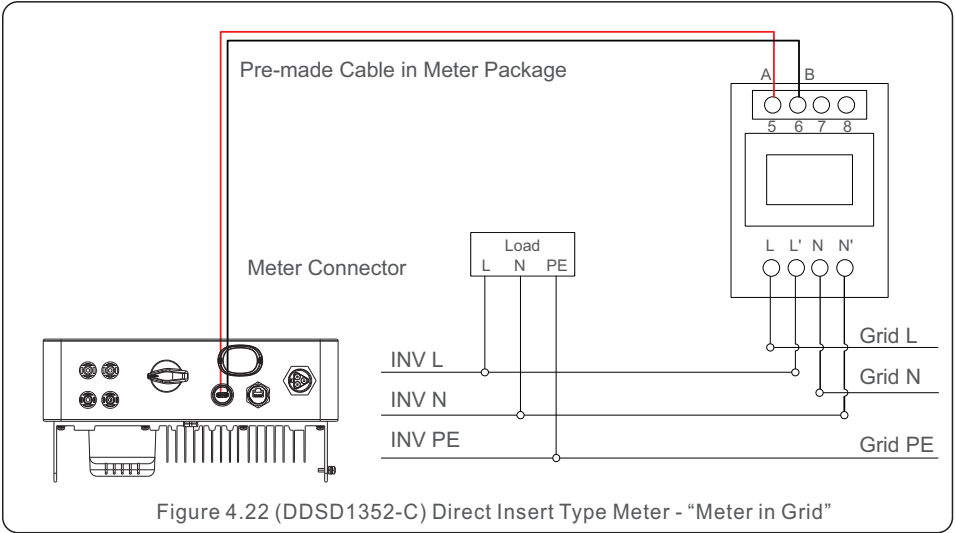 Pre-made Cable in Meter Package
A B
5 6 7 8
Load
L N PE
Meter Connector
L L' N N'
Grid L
INV L
Grid N
INV N
INV PE
Grid PE
Figure 4.22 (DDSD1352-C) Direct Insert Type Meter - “Meter in Grid”